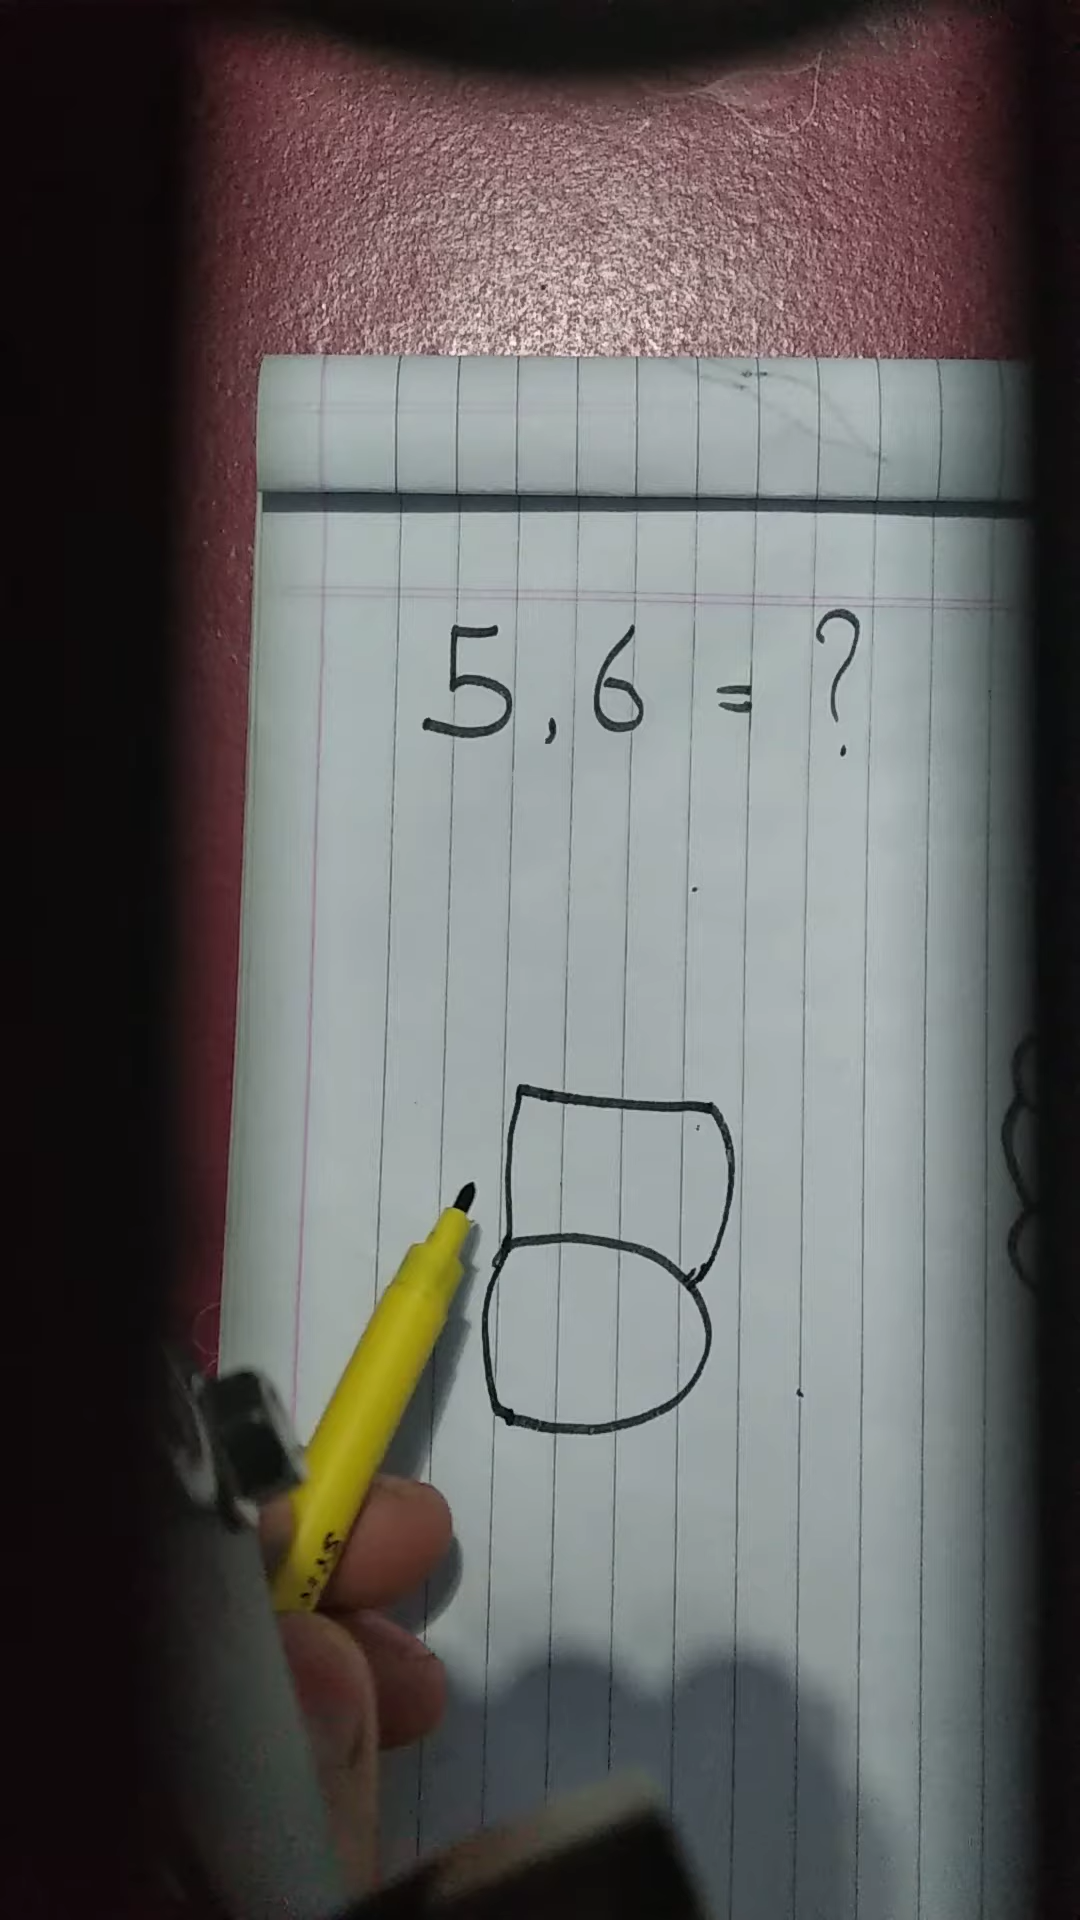 5,6 = ?